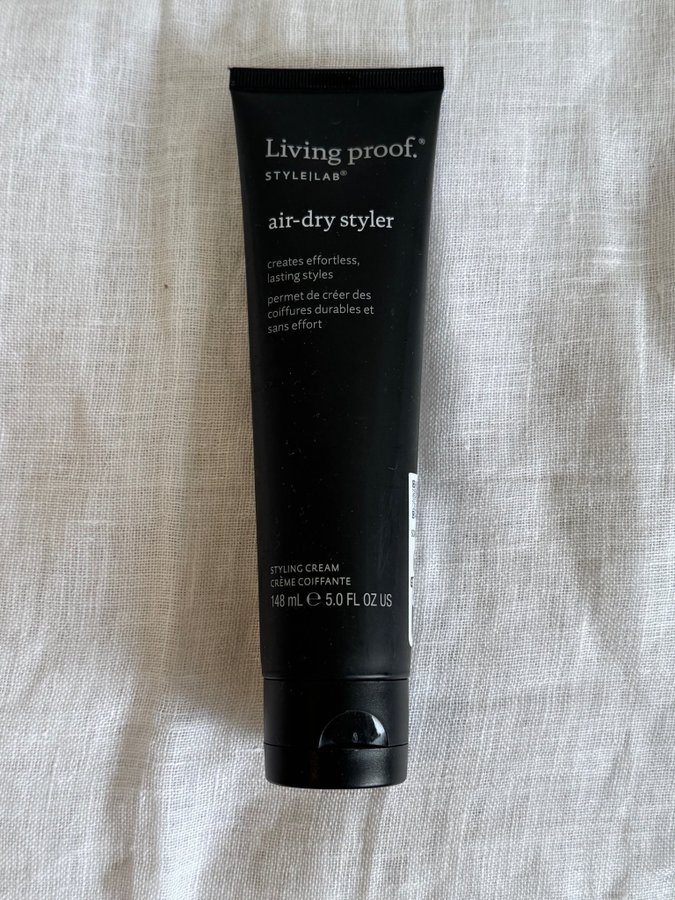 Living proof.®
STYLE|LAB®
air-dry styler
creates effortless,
lasting styles
permet de créer des
coiffures durables et
sans effort
STYLING CREAM
CRÈME COIFFANTE
148 mL ℮ 5.0 FL OZ US